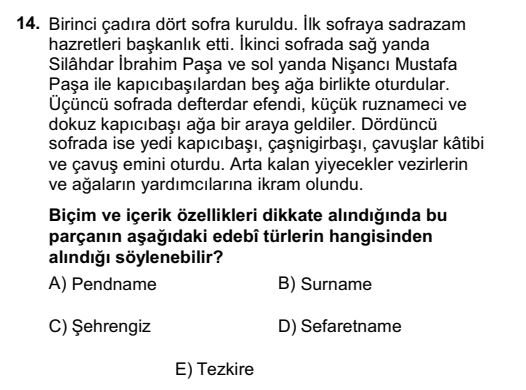 14. Birinci çadıra dört sofra kuruldu. İlk sofraya sadrazam
hazretleri başkanlık etti. İkinci sofrada sağ yanda
Silâhdar İbrahim Paşa ve sol yanda Nişancı Mustafa
Paşa ile kapıcıbaşılardan beş ağa birlikte oturdular.
Üçüncü sofrada defterdar efendi, küçük ruznameci ve
dokuz kapıcıbaşı ağa bir araya geldiler. Dördüncü
sofrada ise yedi kapıcıbaşı, çaşnigirbaşı, çavuşlar kâtibi
ve çavuş emini oturdu. Arta kalan yiyecekler vezirlerin
ve ağaların yardımcılarına ikram olundu.
Biçim ve içerik özellikleri dikkate alındığında bu
parçanın aşağıdaki edebî türlerin hangisinden
alındığı söylenebilir?
A) Pendname B) Surname
C) Şehrengiz D) Sefaretname
E) Tezkire